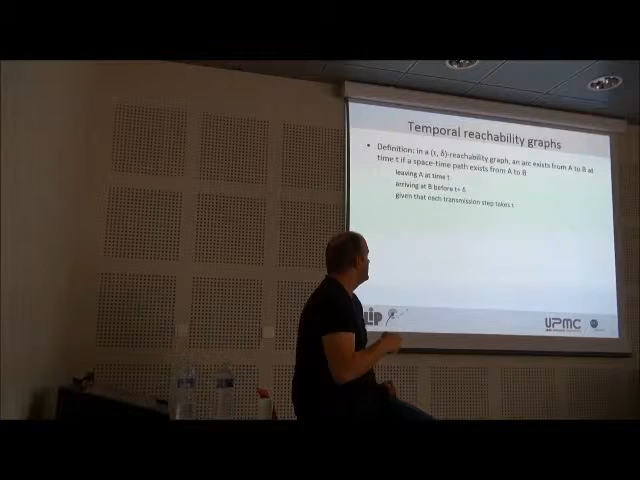 Temporal reachability graphs
• Definition: in a (τ, δ)-reachability graph, an arc exists from A to B at
time t if a space-time path exists from A to B
leaving A at time t
arriving at B before t+ δ
given that each transmission step takes τ
LIP
UPMC